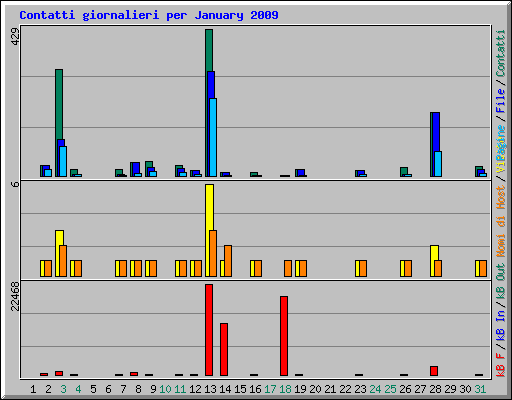 Contatti giornalieri per January 2009
429
6
22468
1 2 3 4 5 6 7 8 9 10 11 12 13 14 15 16 17 18 19 20 21 22 23 24 25 26 27 28 29 30 31
Pagine / File / Contatti
Nomi di Host /
kB F / kB In / kB Out